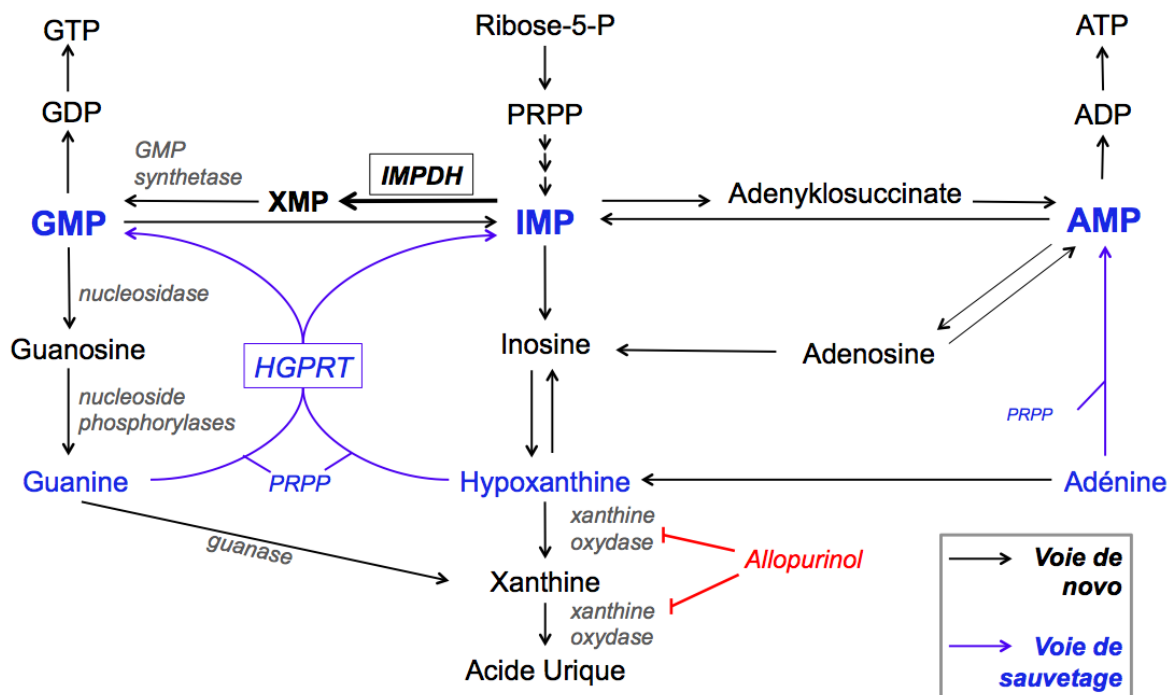 GTP
Ribose-5-P
ATP
GDP
PRPP
ADP
GMP
synthetase
IMPDH
XMP
Adenyklosuccinate
GMP
IMP
AMP
nucleosidase
Guanosine
Inosine
Adenosine
HGPRT
nucleoside
phosphorylases
PRPP
Guanine
PRPP
Hypoxanthine
Adénine
guanase
xanthine
oxydase
Allopurinol
Xanthine
xanthine
oxydase
Acide Urique
Voie de
novo
Voie de
sauvetage